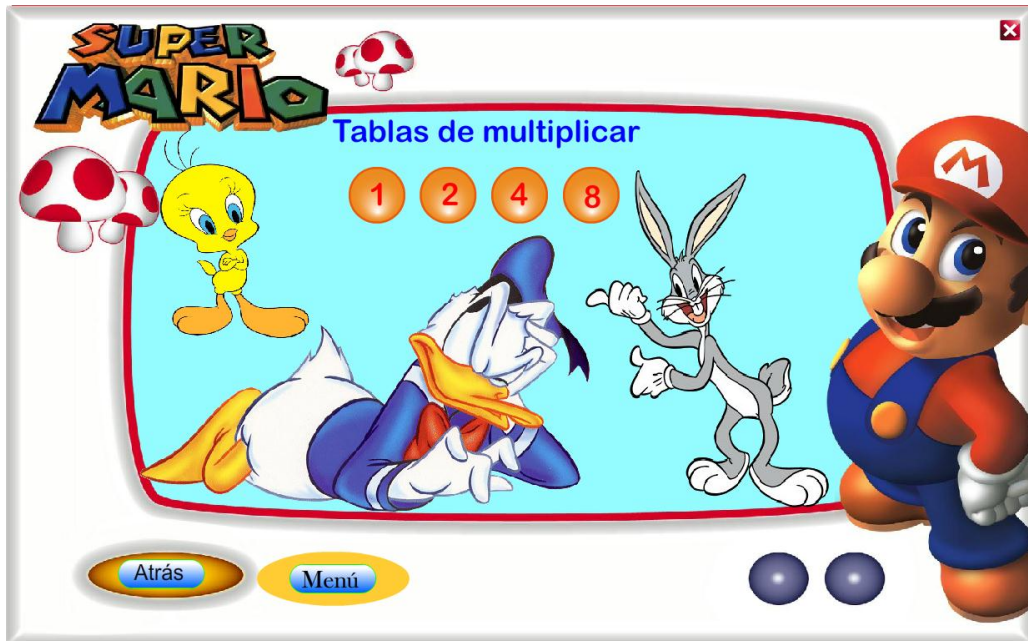 SUPER
MARIO
Tablas de multiplicar
1 2 4 8
M
Atrás
Menú